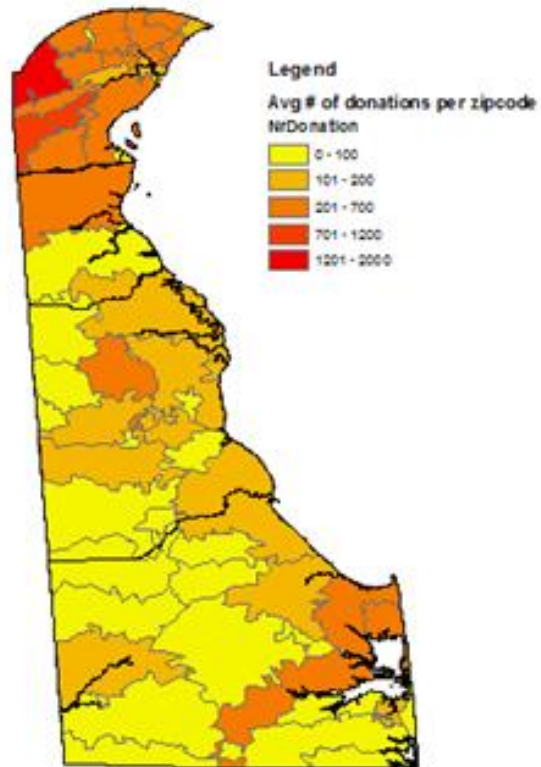 Legend
Avg # of donations per zipcode
NrDonation
0 - 100
101 - 200
201 - 700
701 - 1200
1201 - 2000